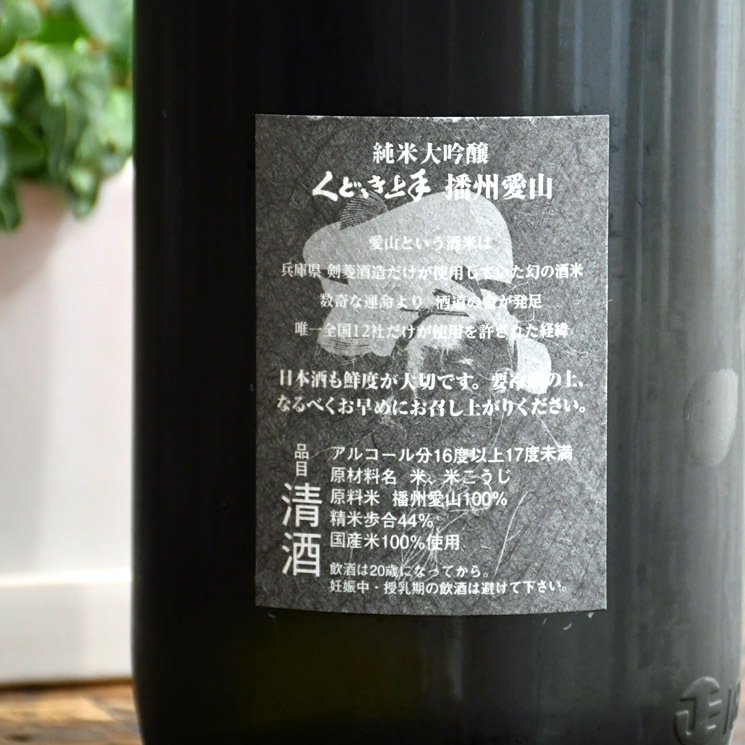 純米大吟醸
くどき上手 播州愛山
愛山という酒米は
兵庫県 剣菱酒造だけが使用していた幻の酒米
数奇な運命より 酒道の会が発足
唯一全国12社だけが使用を許された経緯
日本酒も鮮度が大切です。要冷蔵の上、
なるべくお早めにお召し上がりください。
品目
清酒
アルコール分16度以上17度未満
原材料名 米、米こうじ
原料米 播州愛山100%
精米歩合44%
国産米100%使用
飲酒は20歳になってから。
妊娠中・授乳期の飲酒は避けて下さい。